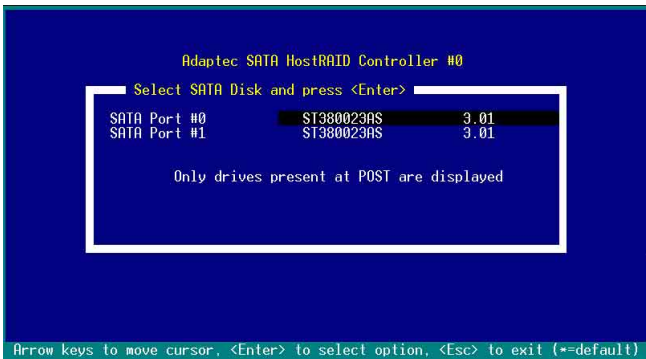 Adaptec SATA HostRAID Controller #0
Select SATA Disk and press <Enter>
SATA Port #0 ST380023AS 3.01
SATA Port #1 ST380023AS 3.01
Only drives present at POST are displayed
Arrow keys to move cursor, <Enter> to select option, <Esc> to exit (*=default)